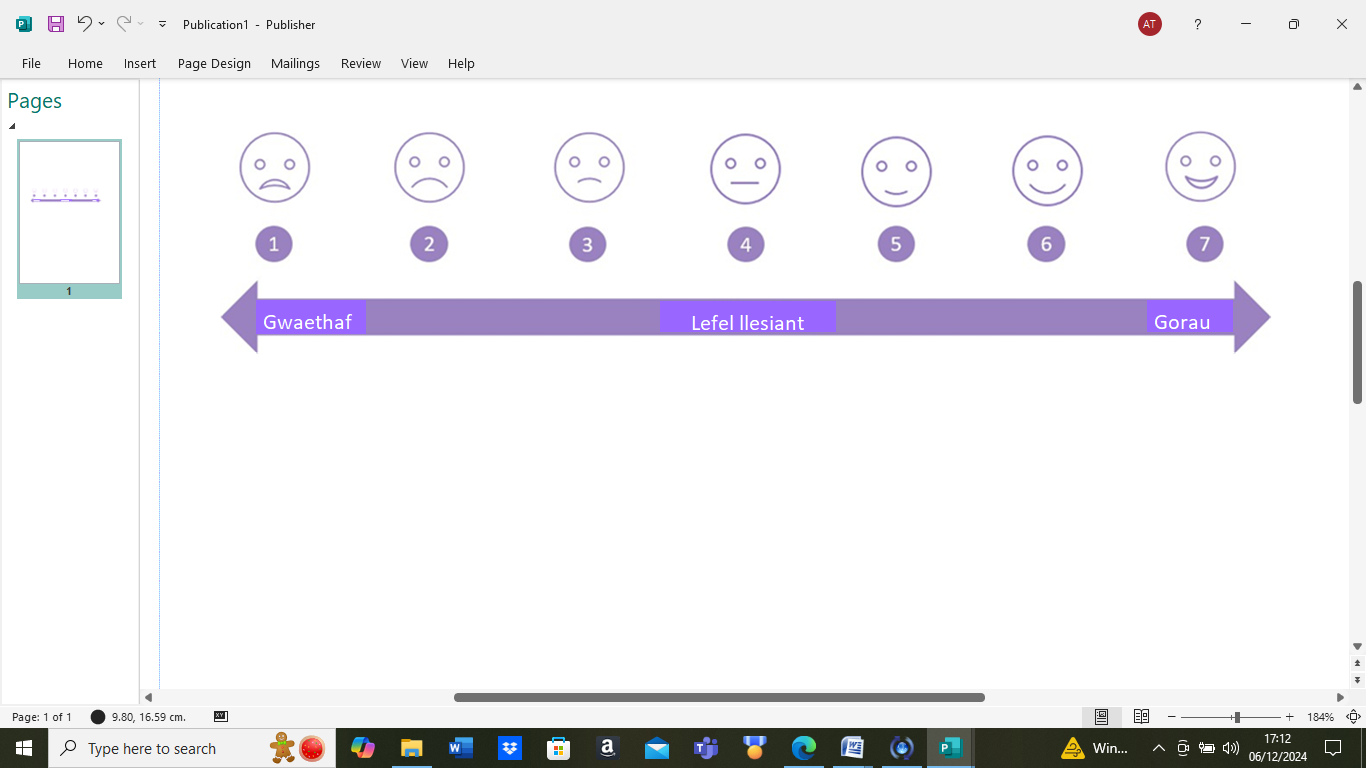 Publication1 - Publisher
AT
?
File Home Insert Page Design Mailings Review View Help
Pages
1
1 2 3 4 5 6 7
Gwaethaf Lefel llesiant Gorau
Page: 1 of 1 9.80, 16.59 cm. 184%
Type here to search
Win...
17:12
06/12/2024